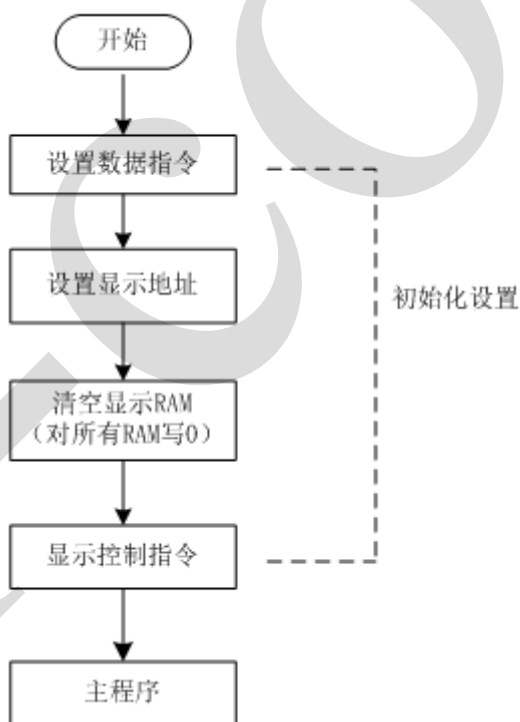 开始
设置数据指令
设置显示地址
初始化设置
清空显示RAM
（对所有RAM写0）
显示控制指令
主程序